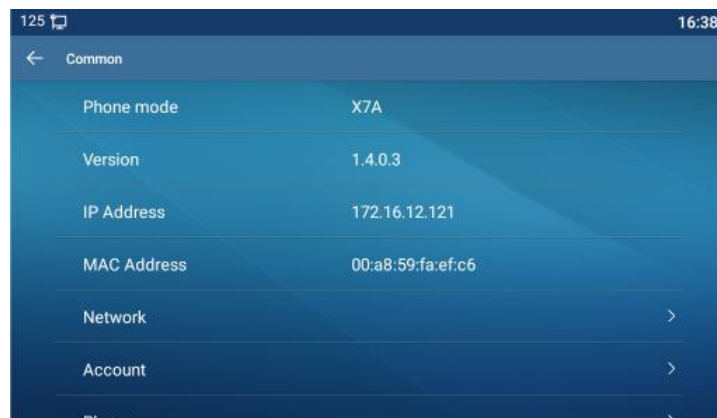 125 16:38
Common
Phone mode X7A
Version 1.4.0.3
IP Address 172.16.12.121
MAC Address 00:a8:59:fa:ef:c6
Network
Account